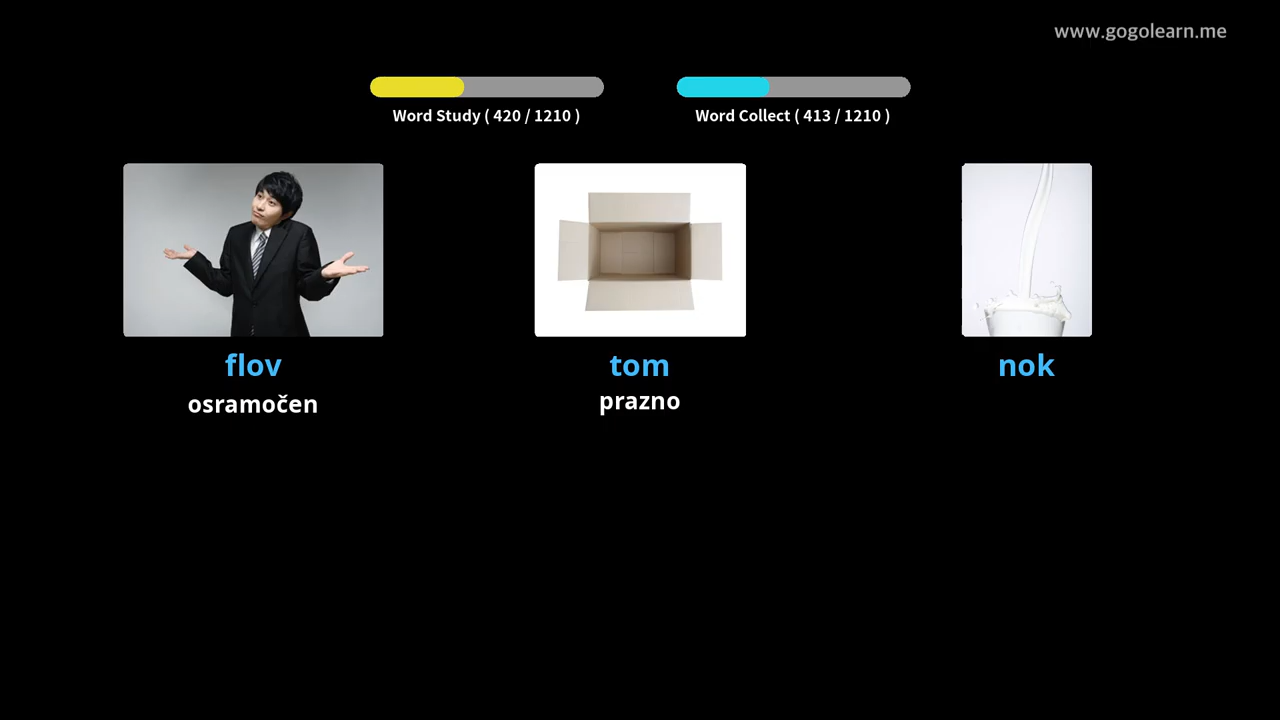 www.gogolearn.me
Word Study ( 420 / 1210 )
Word Collect ( 413 / 1210 )
flov
tom
nok
osramočen
prazno